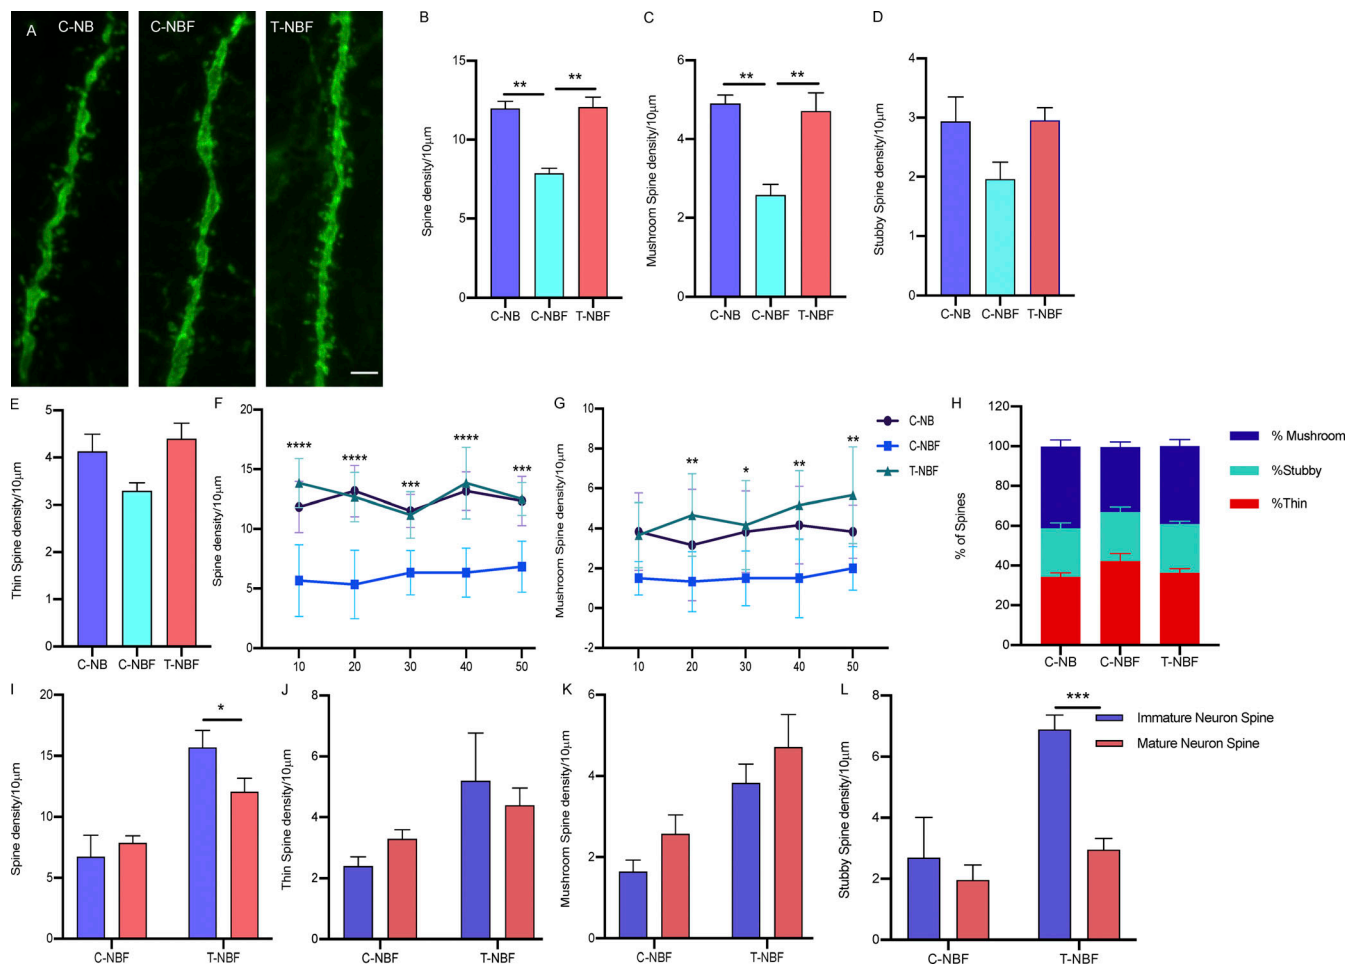 A C-NB C-NBF T-NBF
B
Spine density/10μm
15
10
5
0
**
**
C-NB C-NBF T-NBF
C
Mushroom Spine density/10μm
6
4
2
0
**
**
C-NB C-NBF T-NBF
D
Stubby Spine density/10μm
4
3
2
1
0
C-NB C-NBF T-NBF
E
Thin Spine density/10μm
5
4
3
2
1
0
C-NB C-NBF T-NBF
F
Spine density/10μm
20
15
10
5
0
****
****
***
****
***
10 20 30 40 50
G
Mushroom Spine density/10μm
10
8
6
4
2
0
-2
**
*
**
**
10 20 30 40 50
C-NB
C-NBF
T-NBF
H
% of Spines
120
100
80
60
40
20
0
C-NB C-NBF T-NBF
% Mushroom
%Stubby
%Thin
I
Spine density/10μm
20
15
10
5
0
*
C-NBF T-NBF
J
Thin Spine density/10μm
8
6
4
2
0
C-NBF T-NBF
K
Mushroom Spine density/10μm
6
4
2
0
C-NBF T-NBF
L
Stubby Spine density/10μm
8
6
4
2
0
***
C-NBF T-NBF
Immature Neuron Spine
Mature Neuron Spine